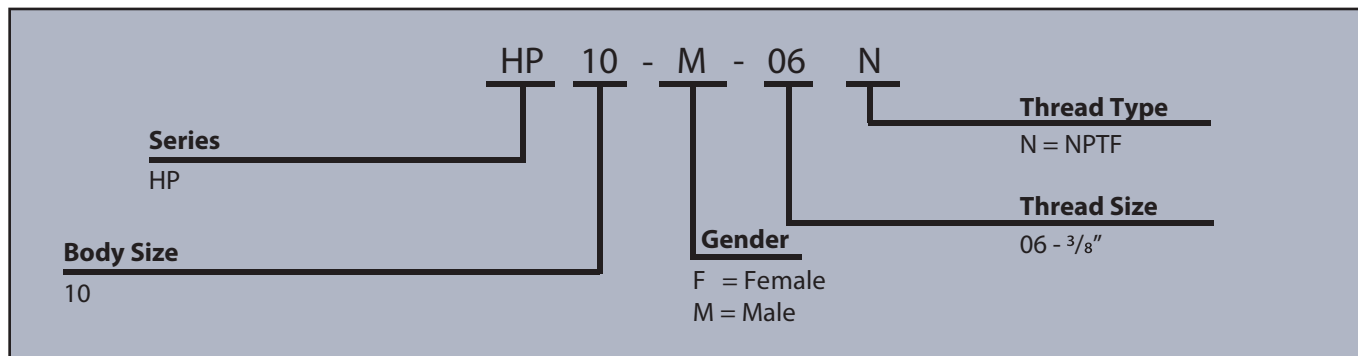 HP 10 - M - 06 N
Thread Type
N = NPTF
Series
HP
Thread Size
06 - ³/₈″
Gender
F = Female
M = Male
Body Size
10